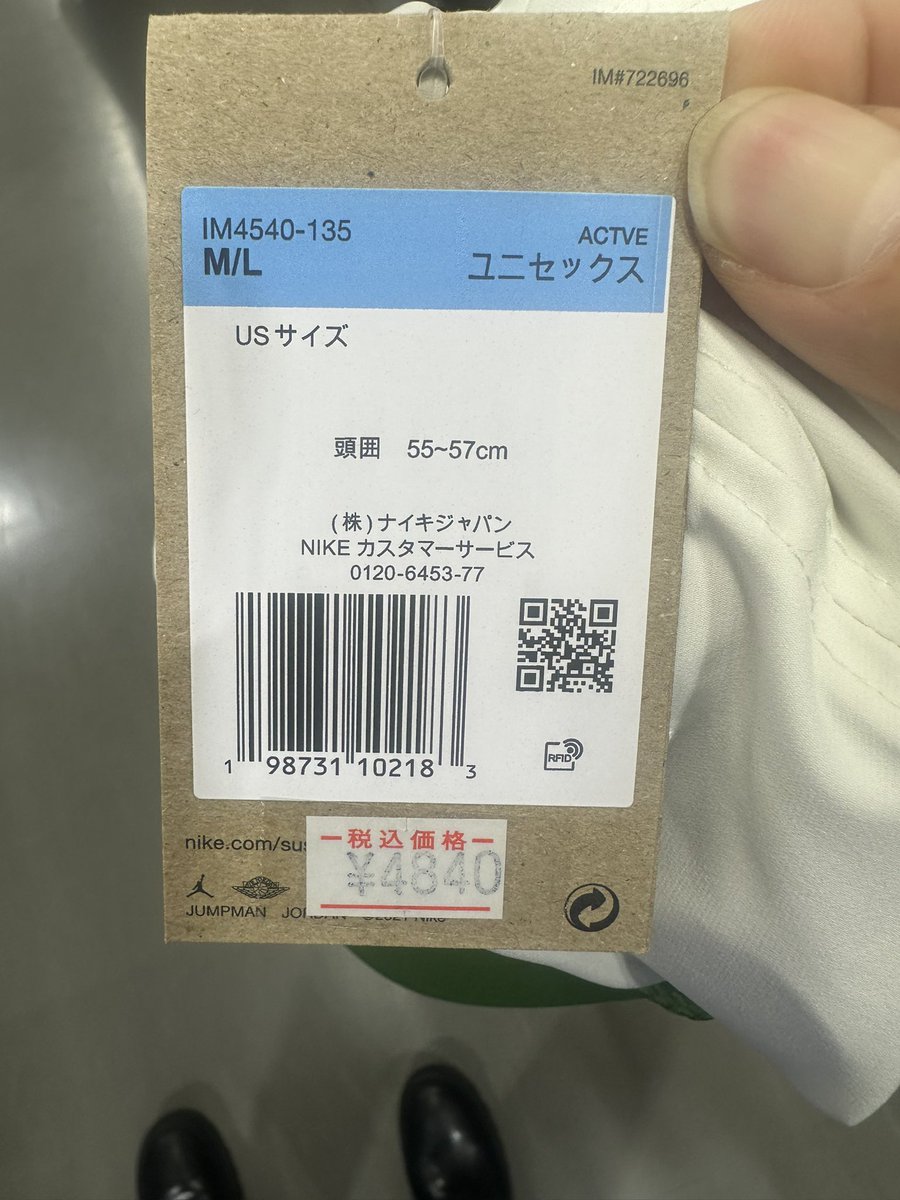 IM#722696
IM4540-135
M/L
ACTVE
ユニセックス
USサイズ
頭囲 55~57cm
(株)ナイキジャパン
NIKE カスタマーサービス
0120-6453-77
RFID
1 98731 10218 3
nike.com/sus
税込価格
¥4840
JUMPMAN